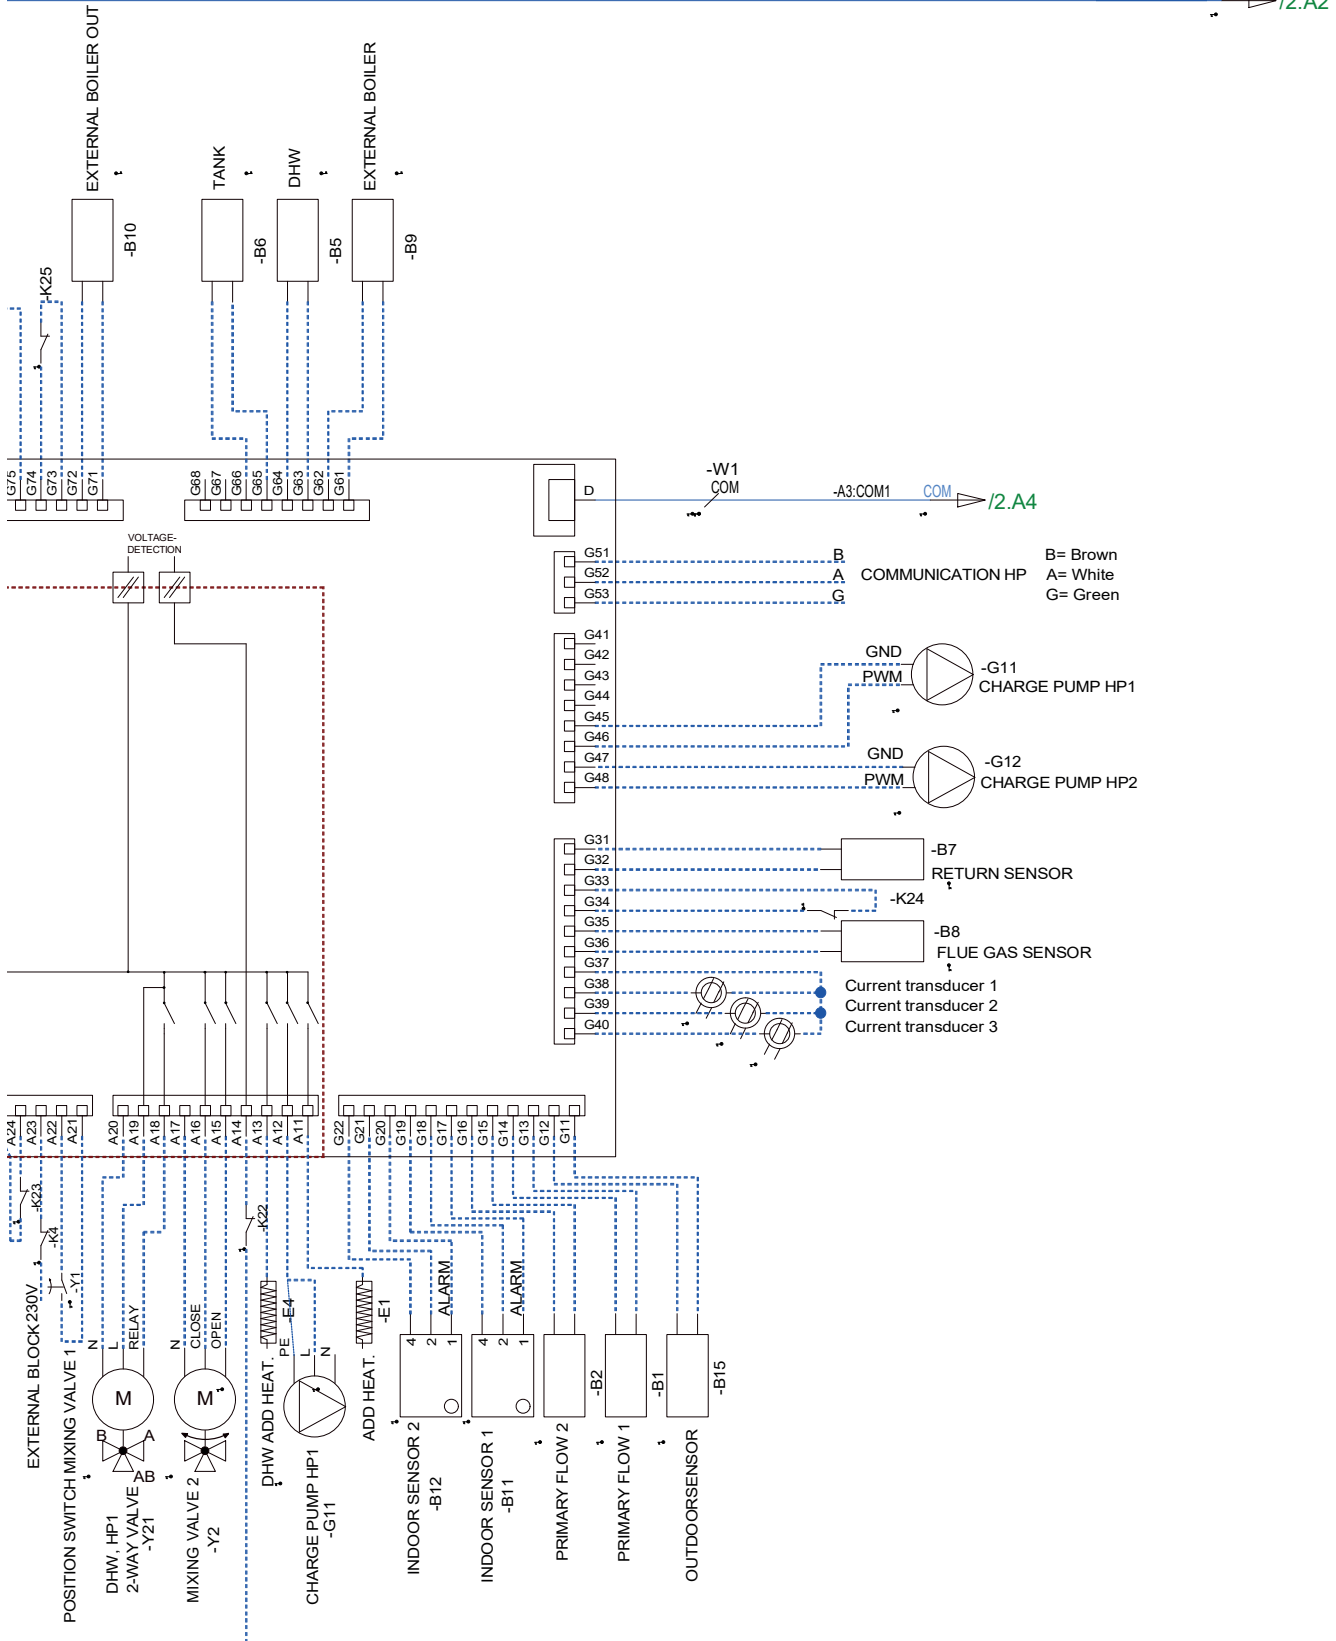 /2.A2
EXTERNAL BOILER OUT
TANK
DHW
EXTERNAL BOILER
-K25
-B10
-B6
-B5
-B9
G75
G74
G73
G72
G71
G68
G67
G66
G65
G64
G63
G62
G61
D
-W1
COM
-A3:COM1
COM
/2.A4
VOLTAGE-
DETECTION
G51
G52
G53
B
A
G
COMMUNICATION HP
B= Brown
A= White
G= Green
G41
G42
G43
G44
G45
G46
G47
G48
GND
PWM
-G11
CHARGE PUMP HP1
GND
PWM
-G12
CHARGE PUMP HP2
G31
G32
G33
G34
G35
G36
G37
G38
G39
G40
-B7
RETURN SENSOR
-K24
-B8
FLUE GAS SENSOR
Current transducer 1
Current transducer 2
Current transducer 3
A24
A23
A22
A21
A20
A19
A18
A17
A16
A15
A14
A13
A12
A11
G22
G21
G20
G19
G18
G17
G16
G15
G14
G13
G12
G11
-K23
-K4
-Y1
-K22
EXTERNAL BLOCK 230V
POSITION SWITCH MIXING VALVE 1
N
L
RELAY
M
B
A
AB
DHW, HP1
2-WAY VALVE
-Y21
N
CLOSE
OPEN
M
MIXING VALVE 2
-Y2
-E4
DHW ADD HEAT.
PE
L
N
CHARGE PUMP HP1
-G11
-E1
ADD HEAT.
4
2
1
ALARM
INDOOR SENSOR 2
-B12
4
2
1
ALARM
INDOOR SENSOR 1
-B11
-B2
PRIMARY FLOW 2
-B1
PRIMARY FLOW 1
-B15
OUTDOORSENSOR